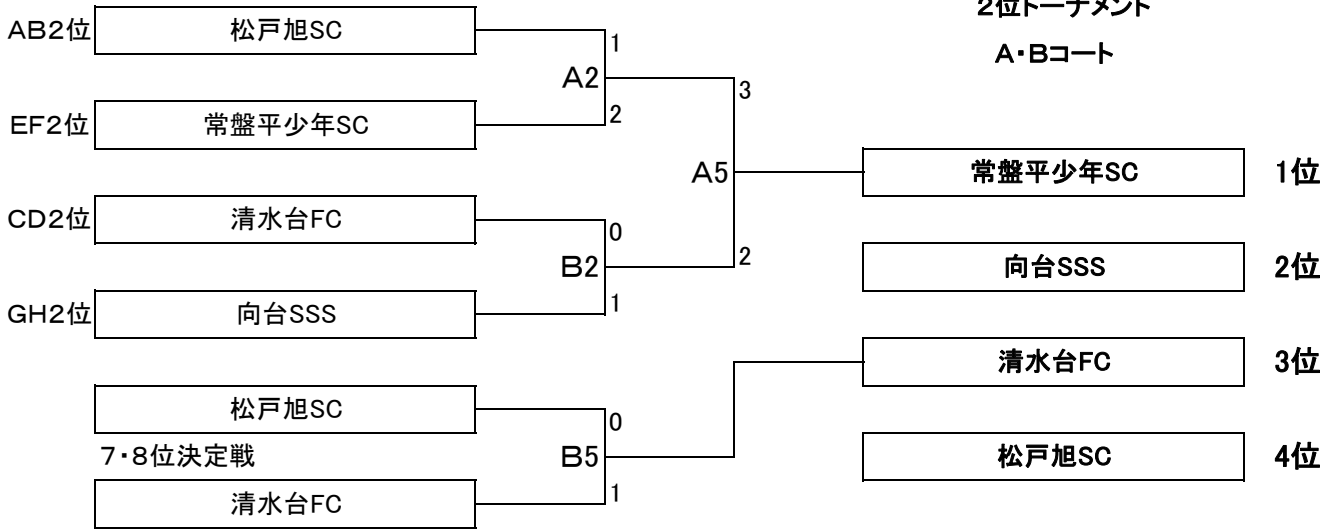 2位トーナメント
A・Bコート
AB2位
松戸旭SC
1
A2
3
EF2位
常盤平少年SC
2
A5
常盤平少年SC
1位
CD2位
清水台FC
0
B2
2
向台SSS
2位
GH2位
向台SSS
1
清水台FC
3位
松戸旭SC
0
7・8位決定戦
B5
松戸旭SC
4位
清水台FC
1